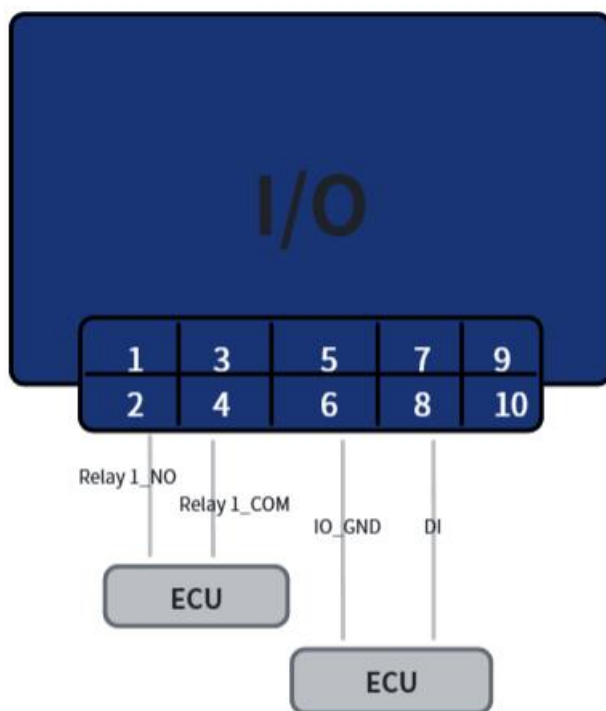 I/O
1 3 5 7 9
2 4 6 8 10
Relay 1_NO
Relay 1_COM
IO_GND DI
ECU
ECU